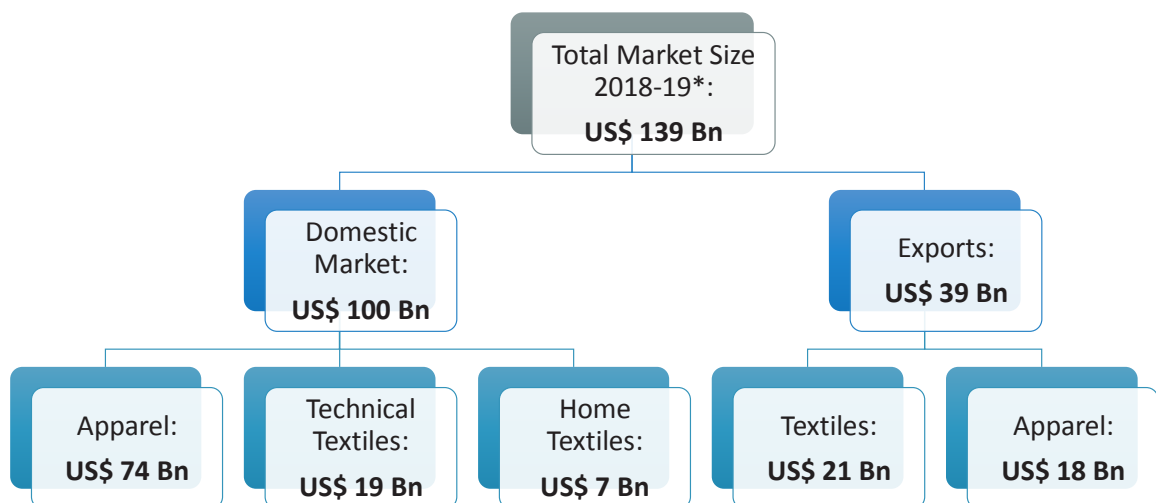 Total Market Size
2018-19*:
US$ 139 Bn
Domestic
Market:
US$ 100 Bn
Exports:
US$ 39 Bn
Apparel:
US$ 74 Bn
Technical
Textiles:
US$ 19 Bn
Home
Textiles:
US$ 7 Bn
Textiles:
US$ 21 Bn
Apparel:
US$ 18 Bn